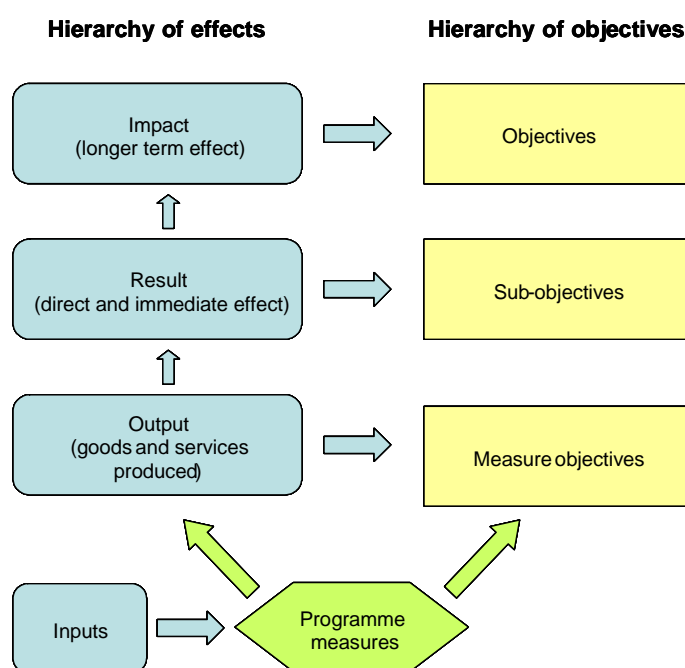 Hierarchy of effects
Hierarchy of objectives
Impact
(longer term effect)
Objectives
Result
(direct and immediate effect)
Sub-objectives
Output
(goods and services
produced)
Measure objectives
Inputs
Programme
measures